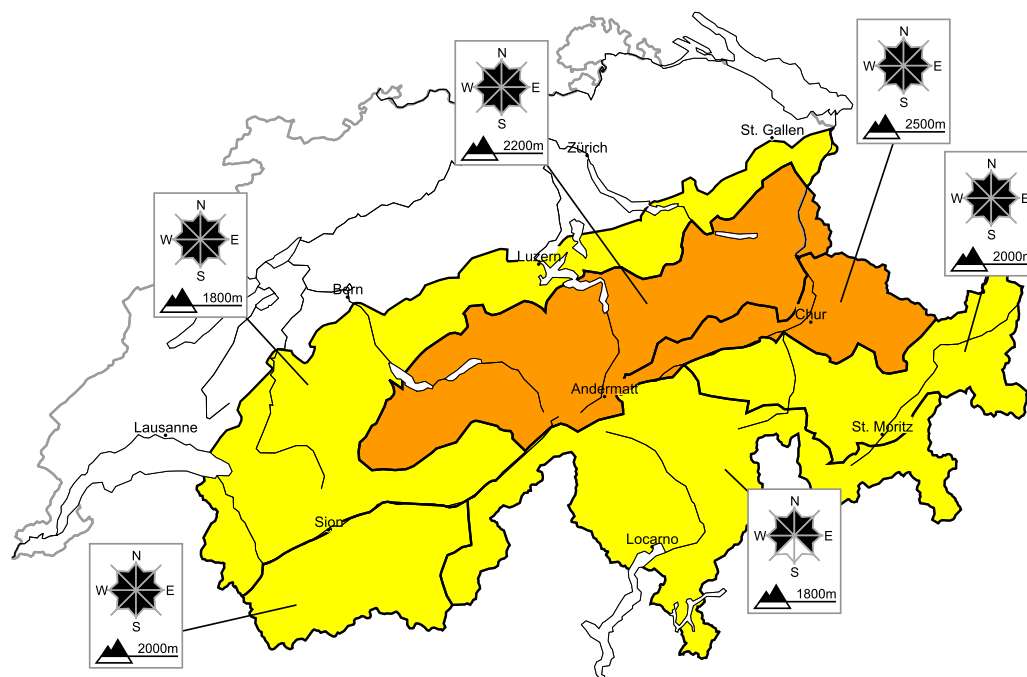 N
W E
S
2200m
N
W E
S
2500m
St. Gallen
Zürich
N
W E
S
2000m
N
W E
S
1800m
Luzern
Bern
Chur
Andermatt
Lausanne
St. Moritz
Sion
Locarno
N
W E
S
1800m
N
W E
S
2000m